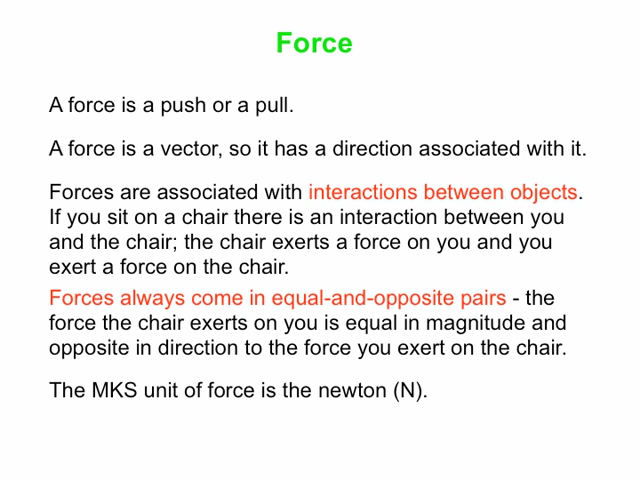 Force
A force is a push or a pull.
A force is a vector, so it has a direction associated with it.
Forces are associated with interactions between objects.
If you sit on a chair there is an interaction between you
and the chair; the chair exerts a force on you and you
exert a force on the chair.
Forces always come in equal-and-opposite pairs - the
force the chair exerts on you is equal in magnitude and
opposite in direction to the force you exert on the chair.
The MKS unit of force is the newton (N).